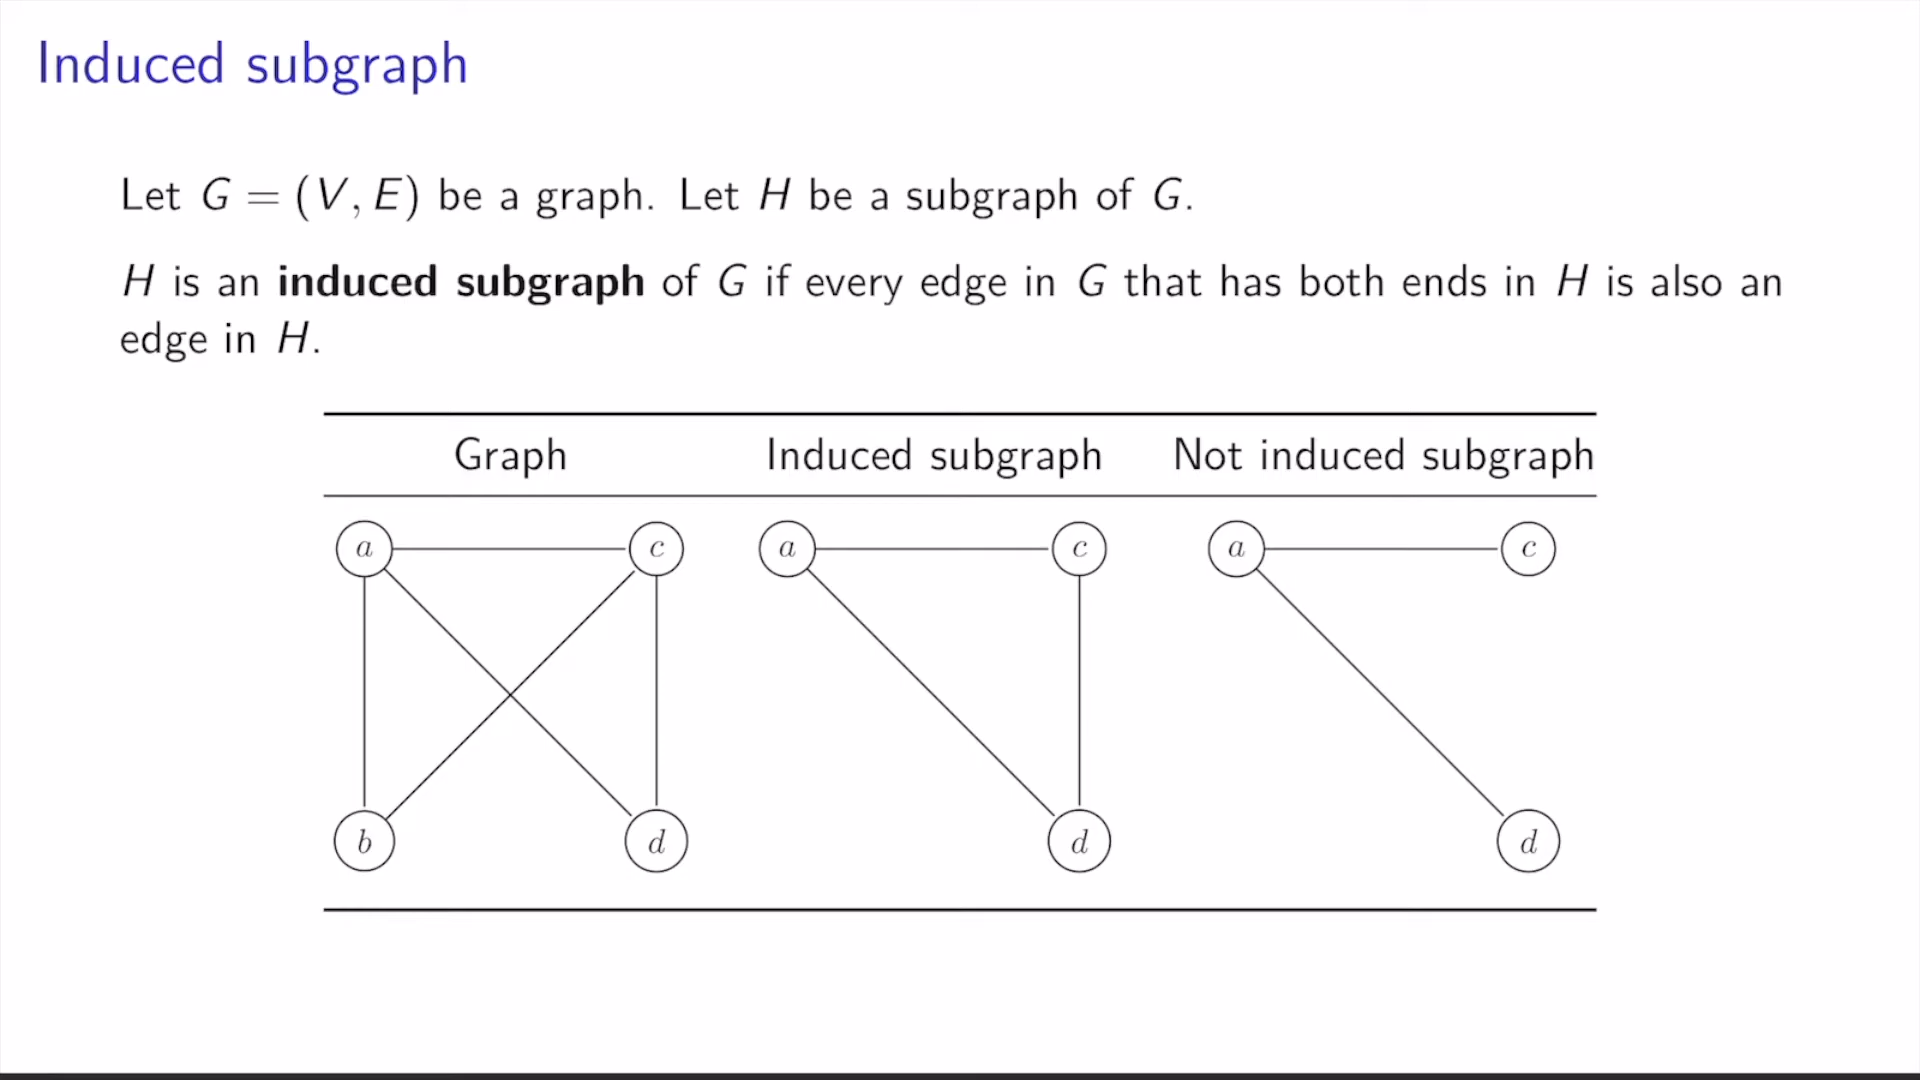 Induced subgraph
Let G = (V, E) be a graph. Let H be a subgraph of G.
H is an induced subgraph of G if every edge in G that has both ends in H is also an
edge in H.
Graph Induced subgraph Not induced subgraph
a c a c a c
b d d d